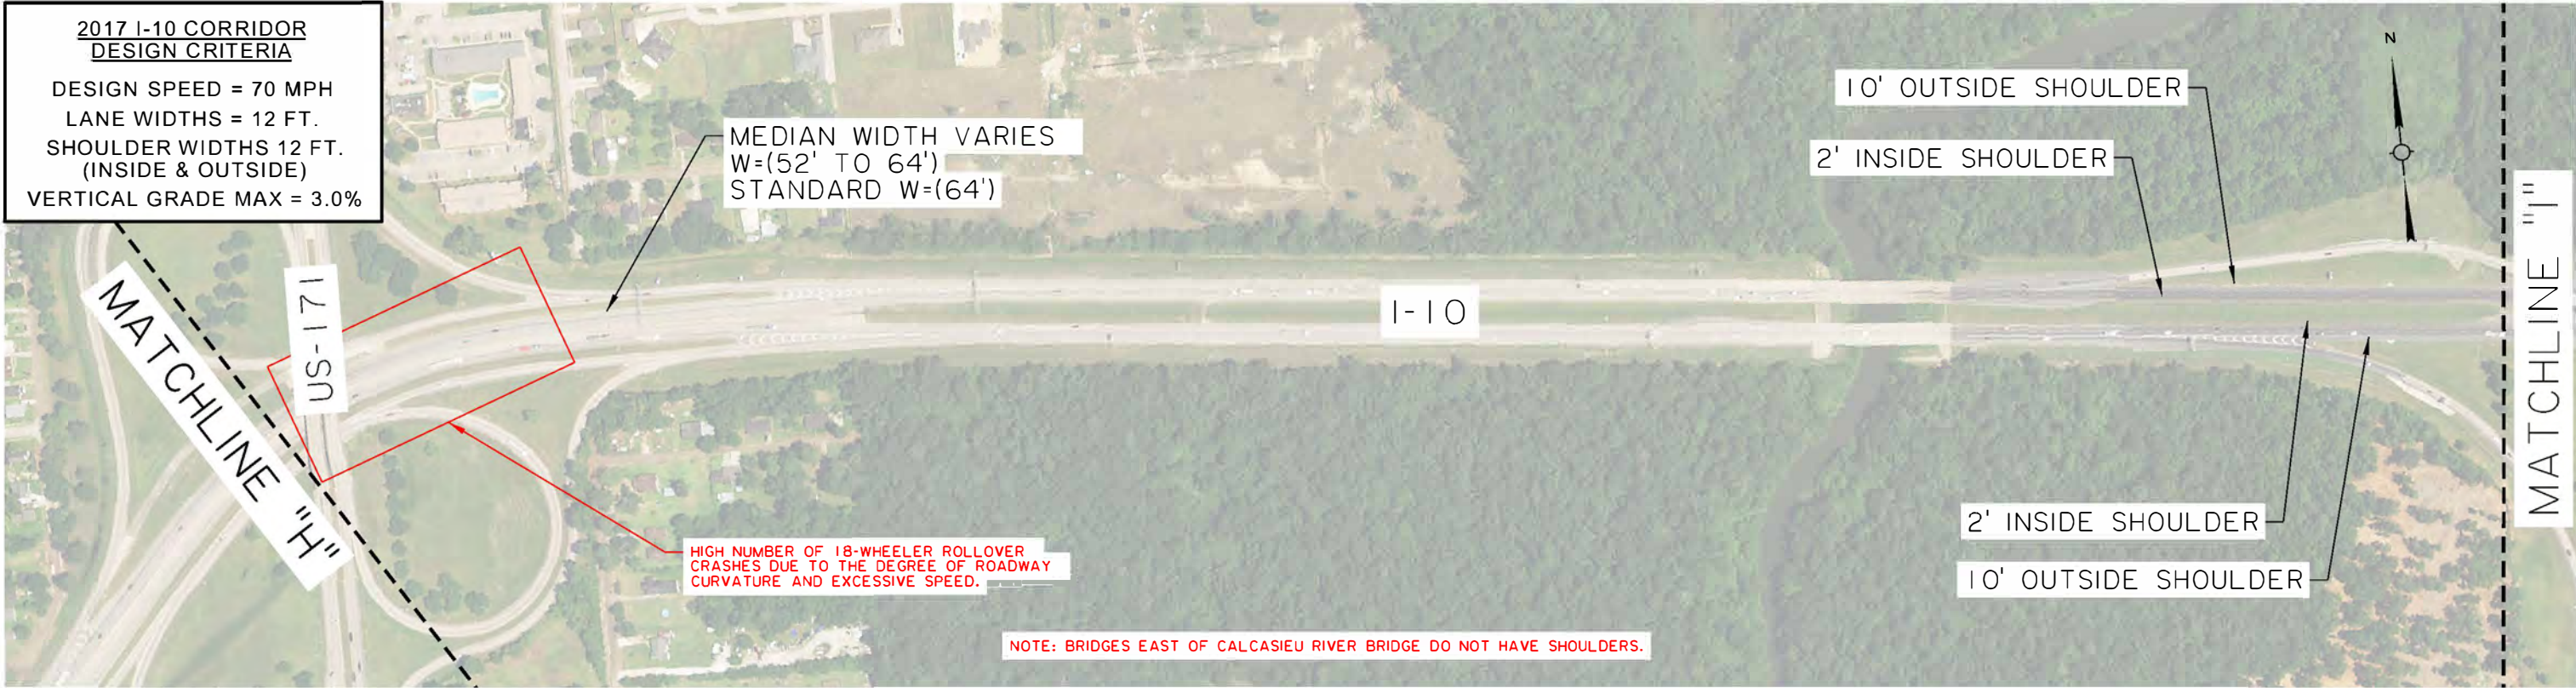 2017 I-10 CORRIDOR
DESIGN CRITERIA
DESIGN SPEED = 70 MPH
LANE WIDTHS = 12 FT.
SHOULDER WIDTHS 12 FT.
(INSIDE & OUTSIDE)
VERTICAL GRADE MAX = 3.0%
MATCHLINE "H"
US-171
MEDIAN WIDTH VARIES
W=(52' TO 64')
STANDARD W=(64')
HIGH NUMBER OF 18-WHEELER ROLLOVER
CRASHES DUE TO THE DEGREE OF ROADWAY
CURVATURE AND EXCESSIVE SPEED.
I-10
NOTE: BRIDGES EAST OF CALCASIEU RIVER BRIDGE DO NOT HAVE SHOULDERS.
10' OUTSIDE SHOULDER
2' INSIDE SHOULDER
N
2' INSIDE SHOULDER
10' OUTSIDE SHOULDER
MATCHLINE "I"